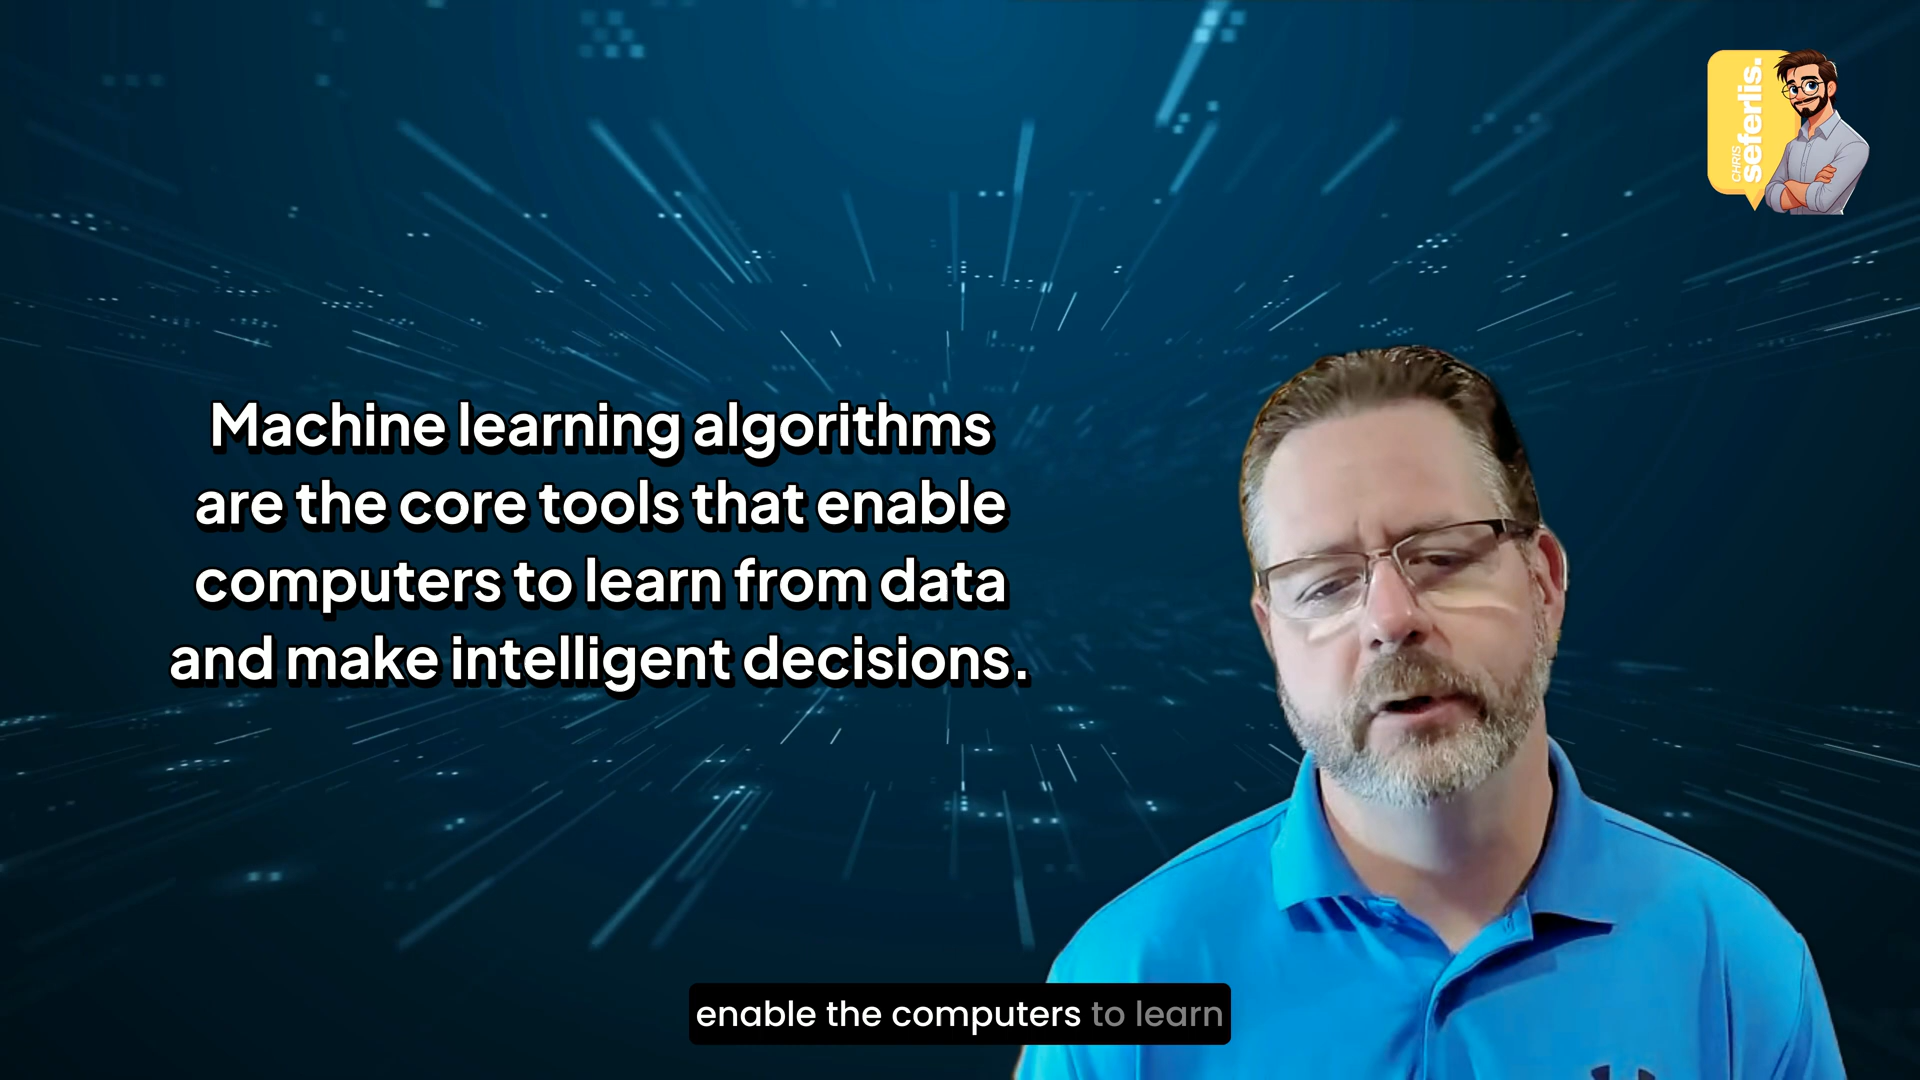 CHRIS
seferlis.
Machine learning algorithms
are the core tools that enable
computers to learn from data
and make intelligent decisions.
enable the computers to learn